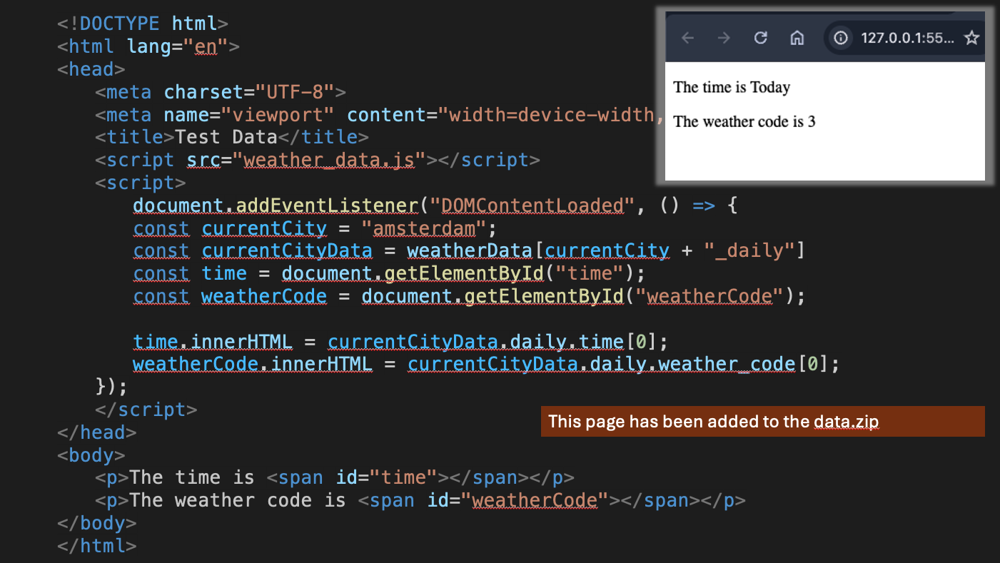 <!DOCTYPE html>
<html lang="en">
<head>
<meta charset="UTF-8">
<meta name="viewport" content="width=device-width,
<title>Test Data</title>
<script src="weather_data.js"></script>
<script>
document.addEventListener("DOMContentLoaded", () => {
const currentCity = "amsterdam";
const currentCityData = weatherData[currentCity + "_daily"]
const time = document.getElementById("time");
const weatherCode = document.getElementById("weatherCode");
time.innerHTML = currentCityData.daily.time[0];
weatherCode.innerHTML = currentCityData.daily.weather_code[0];
});
</script>
</head>
<body>
<p>The time is <span id="time"></span></p>
<p>The weather code is <span id="weatherCode"></span></p>
</body>
</html>
127.0.0.1:55...
The time is Today
The weather code is 3
This page has been added to the data.zip